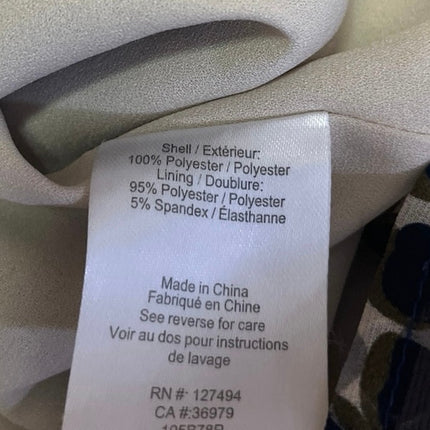 Shell / Extérieur:
100% Polyester / Polyester
Lining / Doublure:
95% Polyester / Polyester
5% Spandex / Élasthanne
Made in China
Fabriqué en Chine
See reverse for care
Voir au dos pour instructions
de lavage
RN #: 127494
CA #:36979